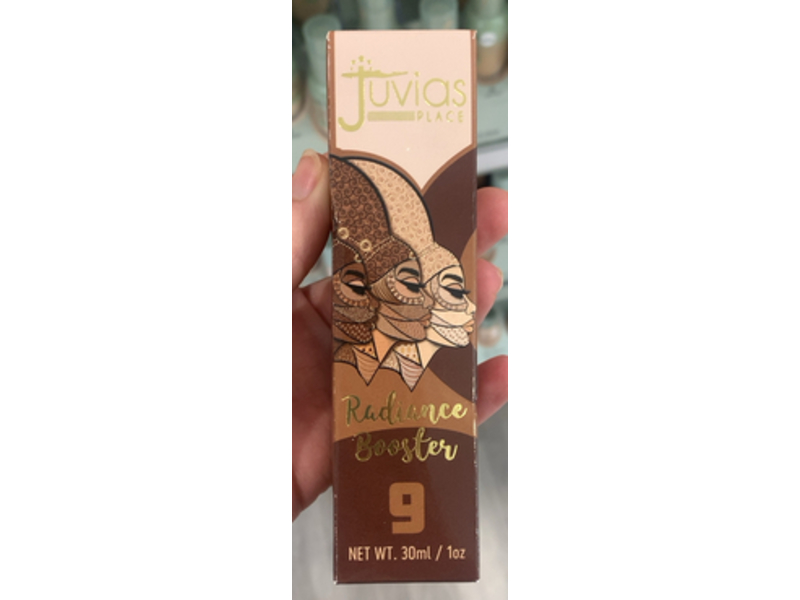 Juvias
PLACE
Radiance
Booster
9
NET WT. 30ml / 1oz